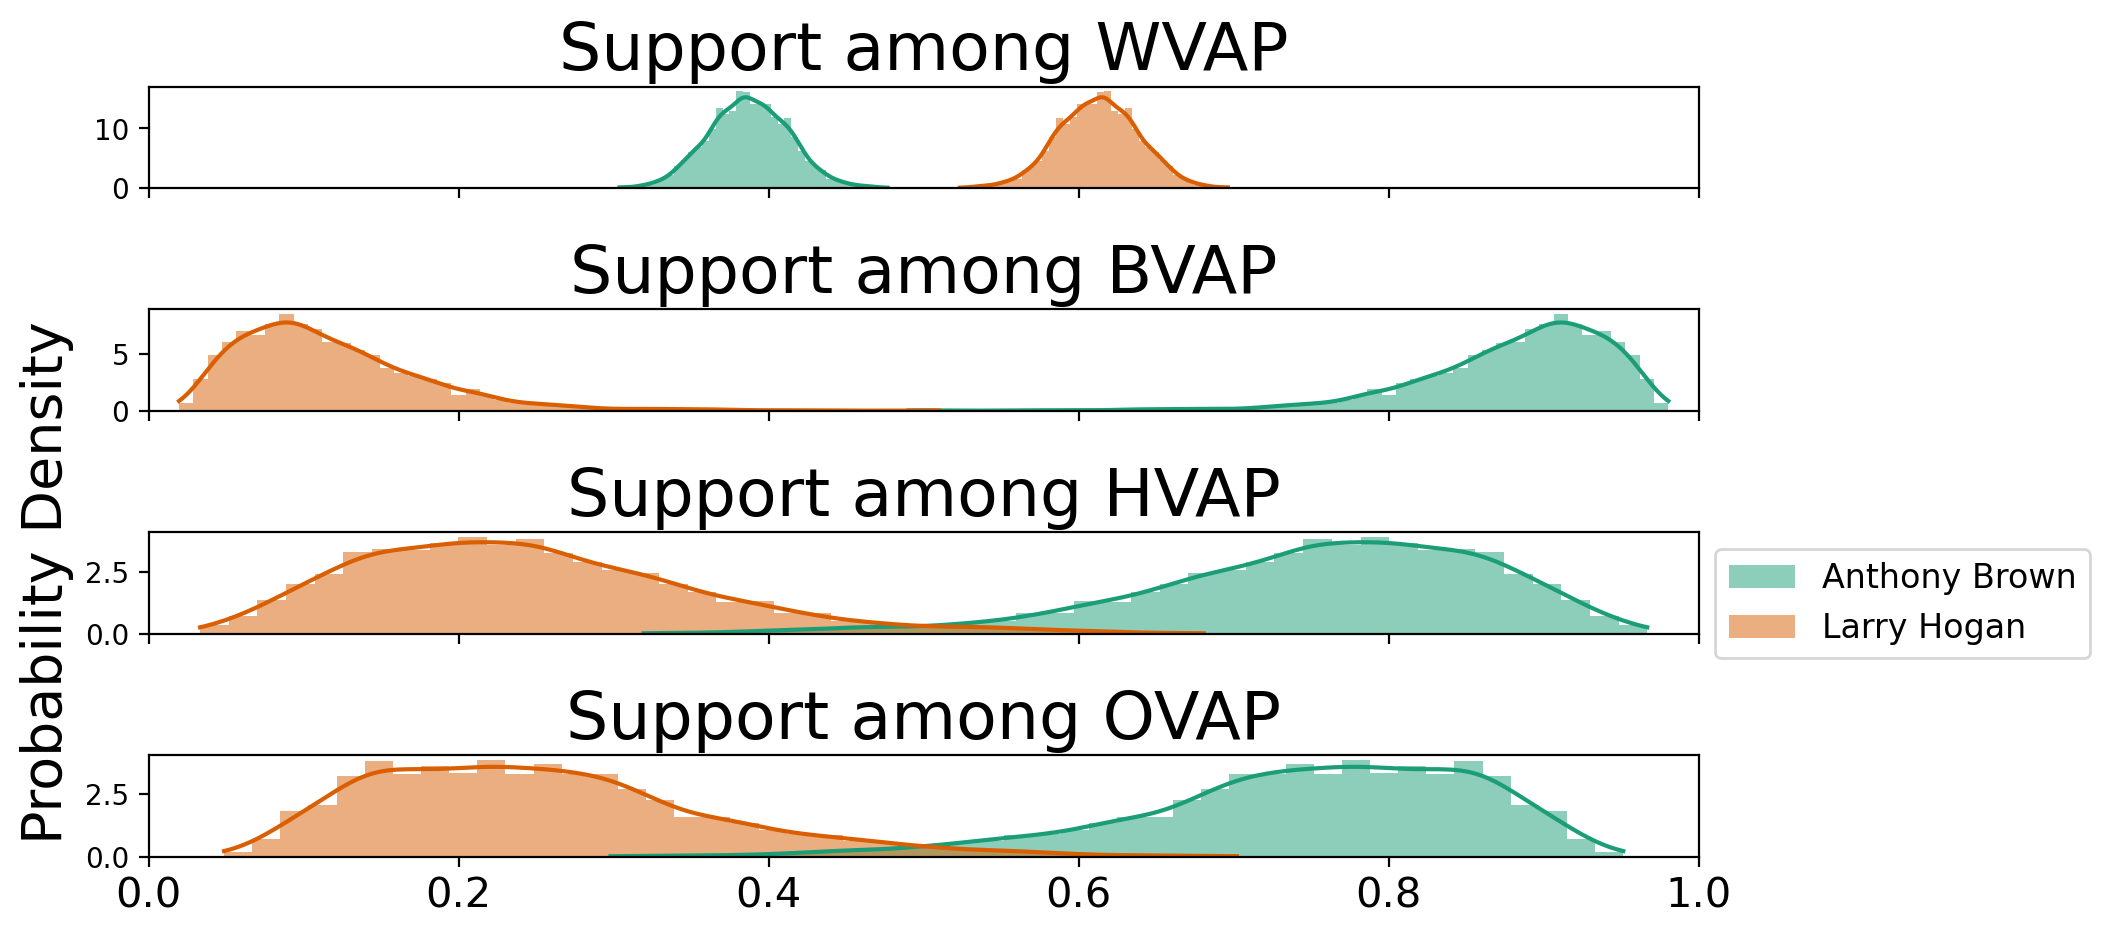 Support among WVAP
10
0
Support among BVAP
5
0
Support among HVAP
2.5
0.0
Support among OVAP
2.5
0.0
0.0 0.2 0.4 0.6 0.8 1.0
Probability Density
Anthony Brown
Larry Hogan